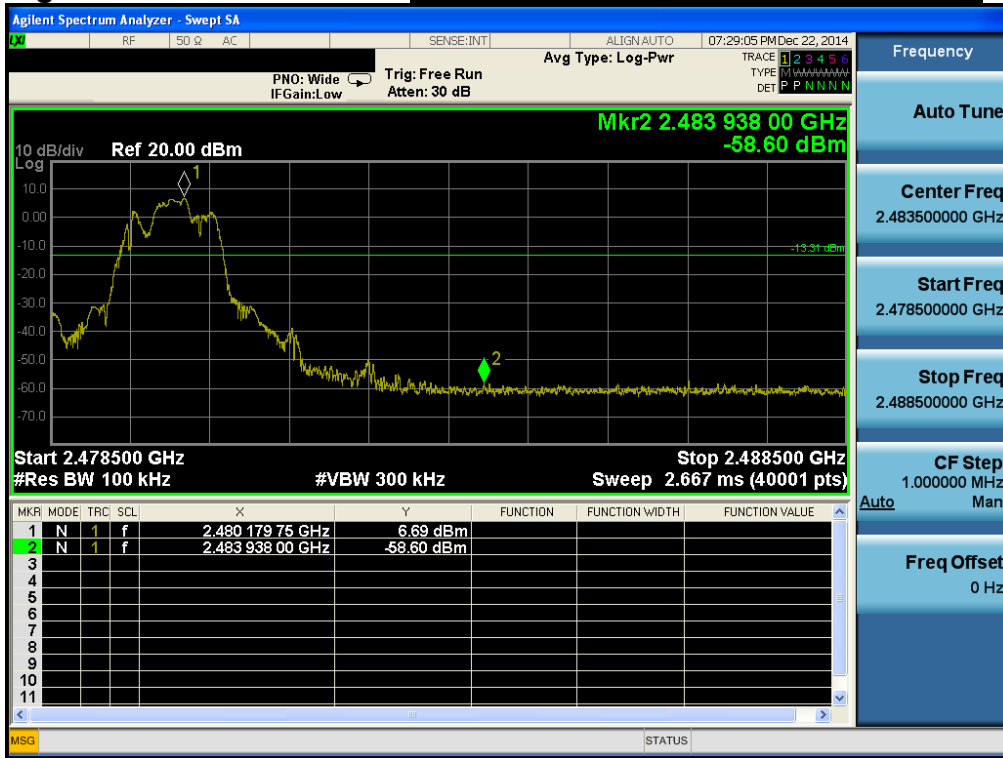 Agilent Spectrum Analyzer - Swept SA
LXI RF 50 Ω AC SENSE:INT ALIGN AUTO 07:29:05 PM Dec 22, 2014
Avg Type: Log-Pwr
TRACE 1 2 3 4 5 6
TYPE M
DET P P N N N N
PNO: Wide Trig: Free Run
IFGain:Low Atten: 30 dB
Mkr2 2.483 938 00 GHz
-58.60 dBm
10 dB/div Ref 20.00 dBm
Log
1
10.0
0.00
-10.0
-13.31 dBm
-20.0
-30.0
-40.0
-50.0
2
-60.0
-70.0
Start 2.478500 GHz Stop 2.488500 GHz
#Res BW 100 kHz #VBW 300 kHz Sweep 2.667 ms (40001 pts)
MKR MODE TRC SCL X Y FUNCTION FUNCTION WIDTH FUNCTION VALUE
1 N 1 f 2.480 179 75 GHz 6.69 dBm
2 N 1 f 2.483 938 00 GHz -58.60 dBm
3
4
5
6
7
8
9
10
11
MSG STATUS
Frequency
Auto Tune
Center Freq
2.483500000 GHz
Start Freq
2.478500000 GHz
Stop Freq
2.488500000 GHz
CF Step
1.000000 MHz
Auto Man
Freq Offset
0 Hz